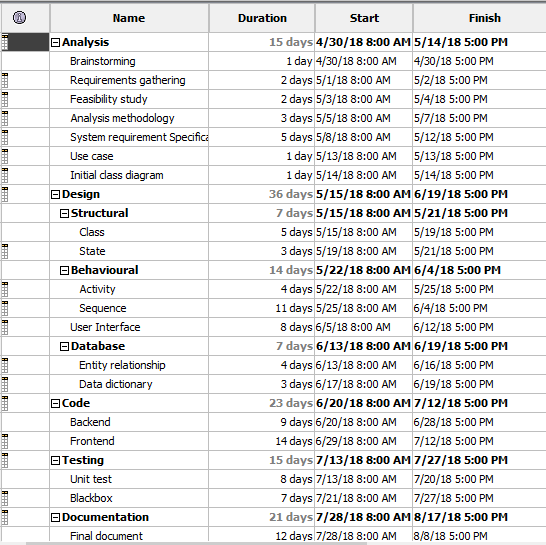 Name Duration Start Finish
Analysis 15 days 4/30/18 8:00 AM 5/14/18 5:00 PM
Brainstorming 1 day 4/30/18 8:00 AM 4/30/18 5:00 PM
Requirements gathering 2 days 5/1/18 8:00 AM 5/2/18 5:00 PM
Feasibility study 2 days 5/3/18 8:00 AM 5/4/18 5:00 PM
Analysis methodology 3 days 5/5/18 8:00 AM 5/7/18 5:00 PM
System requirement Specifica 5 days 5/8/18 8:00 AM 5/12/18 5:00 PM
Use case 1 day 5/13/18 8:00 AM 5/13/18 5:00 PM
Initial class diagram 1 day 5/14/18 8:00 AM 5/14/18 5:00 PM
Design 36 days 5/15/18 8:00 AM 6/19/18 5:00 PM
Structural 7 days 5/15/18 8:00 AM 5/21/18 5:00 PM
Class 5 days 5/15/18 8:00 AM 5/19/18 5:00 PM
State 3 days 5/19/18 8:00 AM 5/21/18 5:00 PM
Behavioural 14 days 5/22/18 8:00 AM 6/4/18 5:00 PM
Activity 4 days 5/22/18 8:00 AM 5/25/18 5:00 PM
Sequence 11 days 5/25/18 8:00 AM 6/4/18 5:00 PM
User Interface 8 days 6/5/18 8:00 AM 6/12/18 5:00 PM
Database 7 days 6/13/18 8:00 AM 6/19/18 5:00 PM
Entity relationship 4 days 6/13/18 8:00 AM 6/16/18 5:00 PM
Data dictionary 3 days 6/17/18 8:00 AM 6/19/18 5:00 PM
Code 23 days 6/20/18 8:00 AM 7/12/18 5:00 PM
Backend 9 days 6/20/18 8:00 AM 6/28/18 5:00 PM
Frontend 14 days 6/29/18 8:00 AM 7/12/18 5:00 PM
Testing 15 days 7/13/18 8:00 AM 7/27/18 5:00 PM
Unit test 8 days 7/13/18 8:00 AM 7/20/18 5:00 PM
Blackbox 7 days 7/21/18 8:00 AM 7/27/18 5:00 PM
Documentation 21 days 7/28/18 8:00 AM 8/17/18 5:00 PM
Final document 12 days 7/28/18 8:00 AM 8/8/18 5:00 PM